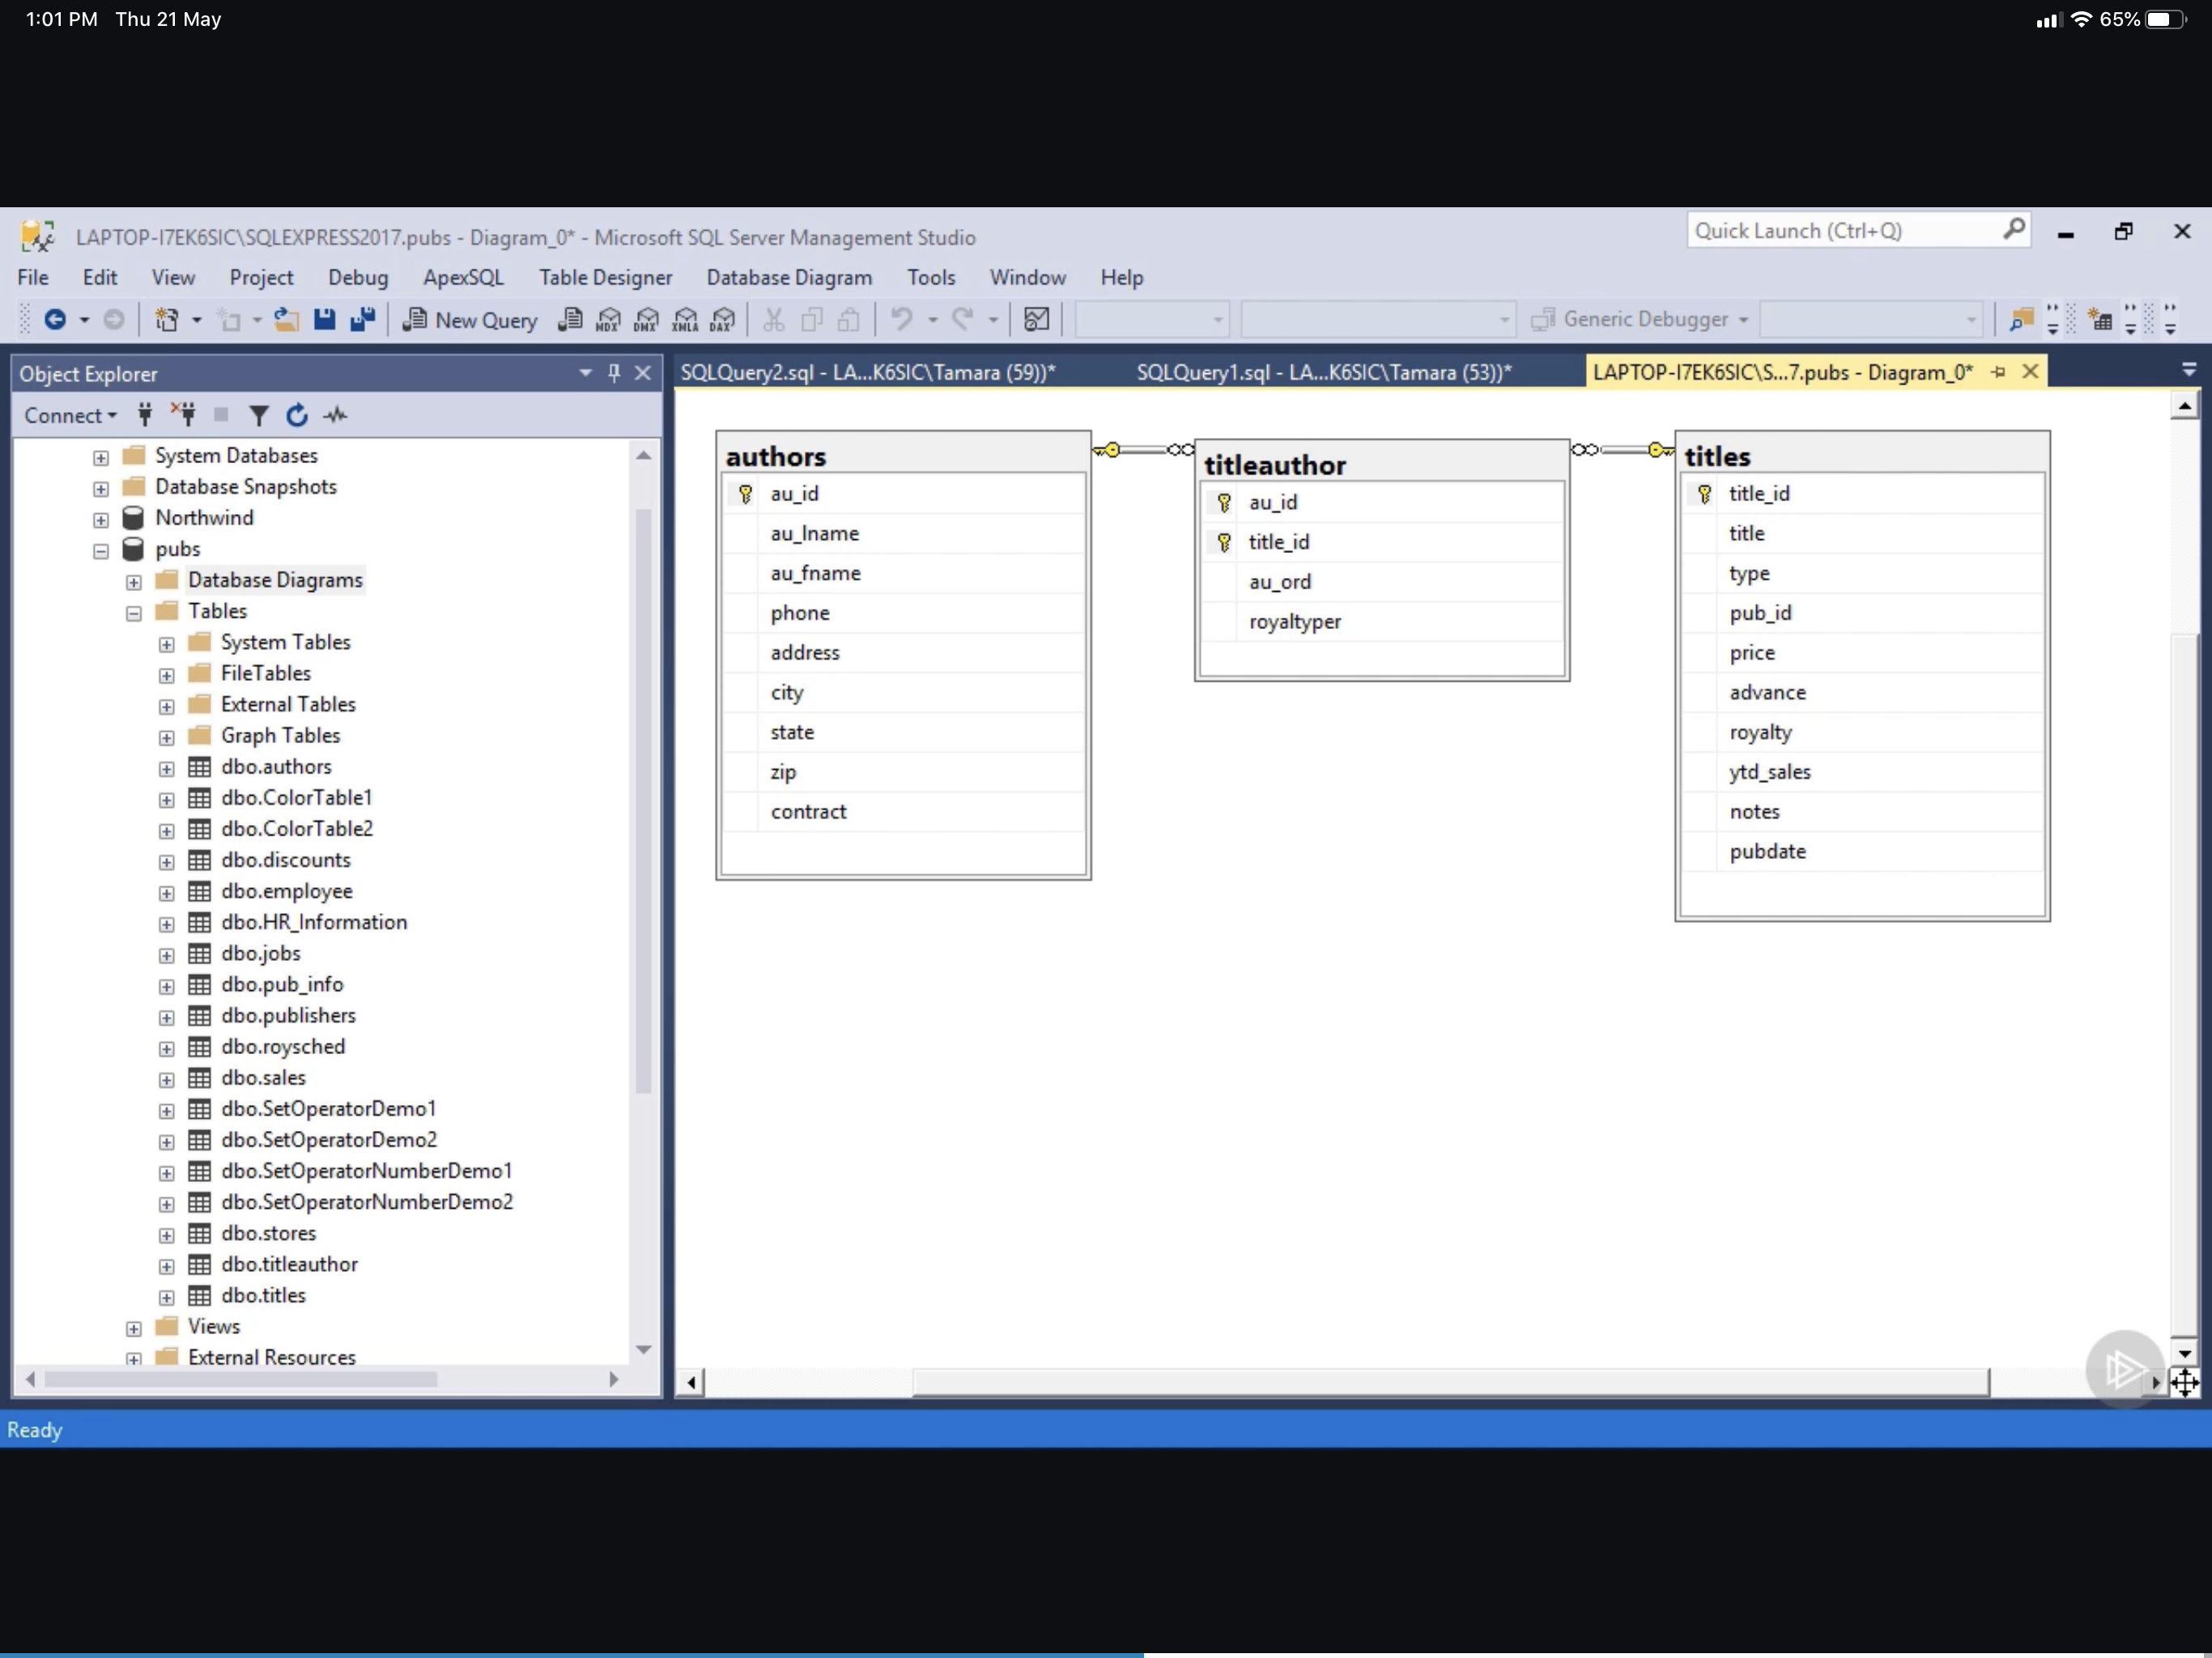 1:01 PM Thu 21 May
65%
LAPTOP-I7EK6SIC\SQLEXPRESS2017.pubs - Diagram_0* - Microsoft SQL Server Management Studio
Quick Launch (Ctrl+Q)
File Edit View Project Debug ApexSQL Table Designer Database Diagram Tools Window Help
New Query MDX DMX XMLA DAX Generic Debugger
Object Explorer
Connect
System Databases
Database Snapshots
Northwind
pubs
Database Diagrams
Tables
System Tables
FileTables
External Tables
Graph Tables
dbo.authors
dbo.ColorTable1
dbo.ColorTable2
dbo.discounts
dbo.employee
dbo.HR_Information
dbo.jobs
dbo.pub_info
dbo.publishers
dbo.roysched
dbo.sales
dbo.SetOperatorDemo1
dbo.SetOperatorDemo2
dbo.SetOperatorNumberDemo1
dbo.SetOperatorNumberDemo2
dbo.stores
dbo.titleauthor
dbo.titles
Views
External Resources
SQLQuery2.sql - LA...K6SIC\Tamara (59))* SQLQuery1.sql - LA...K6SIC\Tamara (53))* LAPTOP-I7EK6SIC\S...7.pubs - Diagram_0*
authors
au_id
au_lname
au_fname
phone
address
city
state
zip
contract
titleauthor
au_id
title_id
au_ord
royaltyper
titles
title_id
title
type
pub_id
price
advance
royalty
ytd_sales
notes
pubdate
Ready